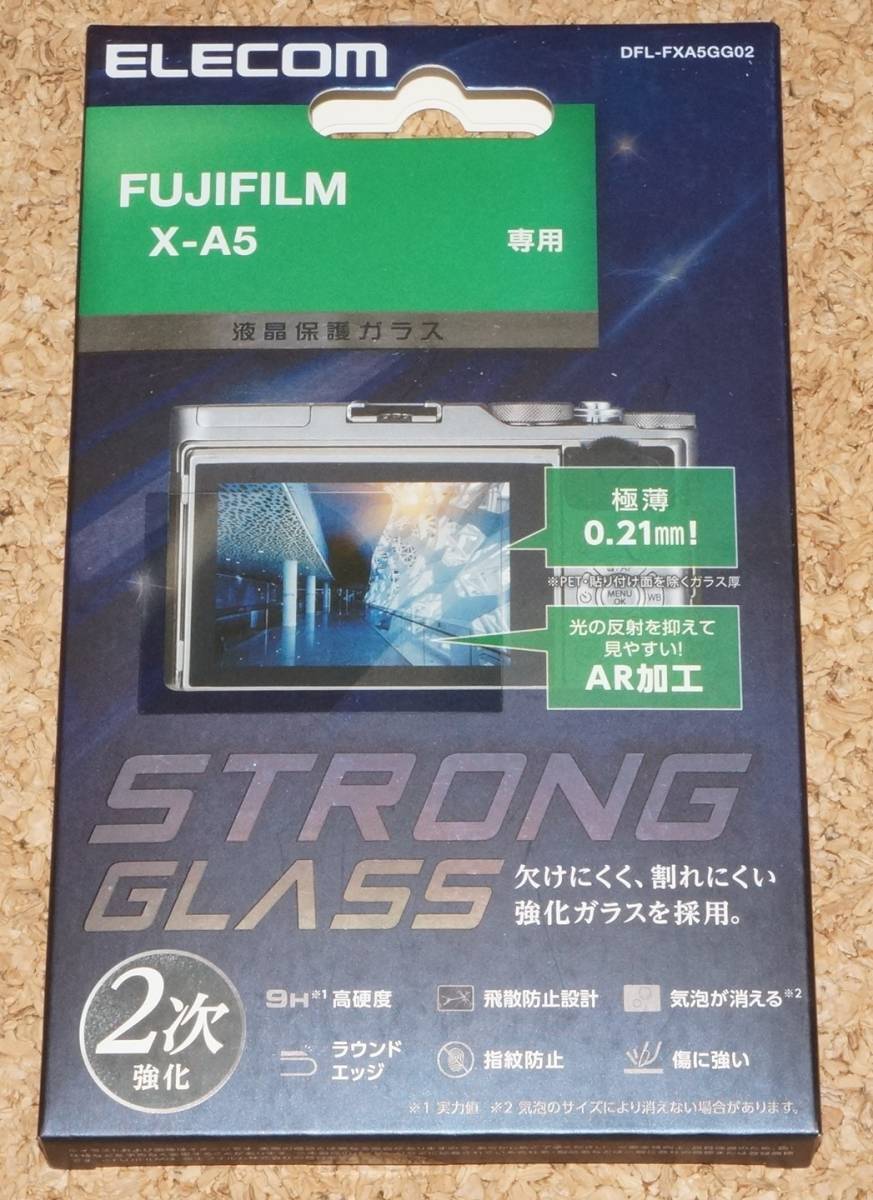 ELECOM
DFL-FXA5GG02
FUJIFILM
X-A5
専用
液晶保護ガラス
極薄
0.21㎜!
※PET・貼り付け面を除くガラス厚
MENU
OK
WB
光の反射を抑えて
見やすい!
AR加工
STRONG
GLASS
欠けにくく、割れにくい
強化ガラスを採用。
2次
強化
9H※1高硬度
飛散防止設計
気泡が消える※2
ラウンド
エッジ
指紋防止
傷に強い
※1 実力値 ※2 気泡のサイズにより消えない場合があります。